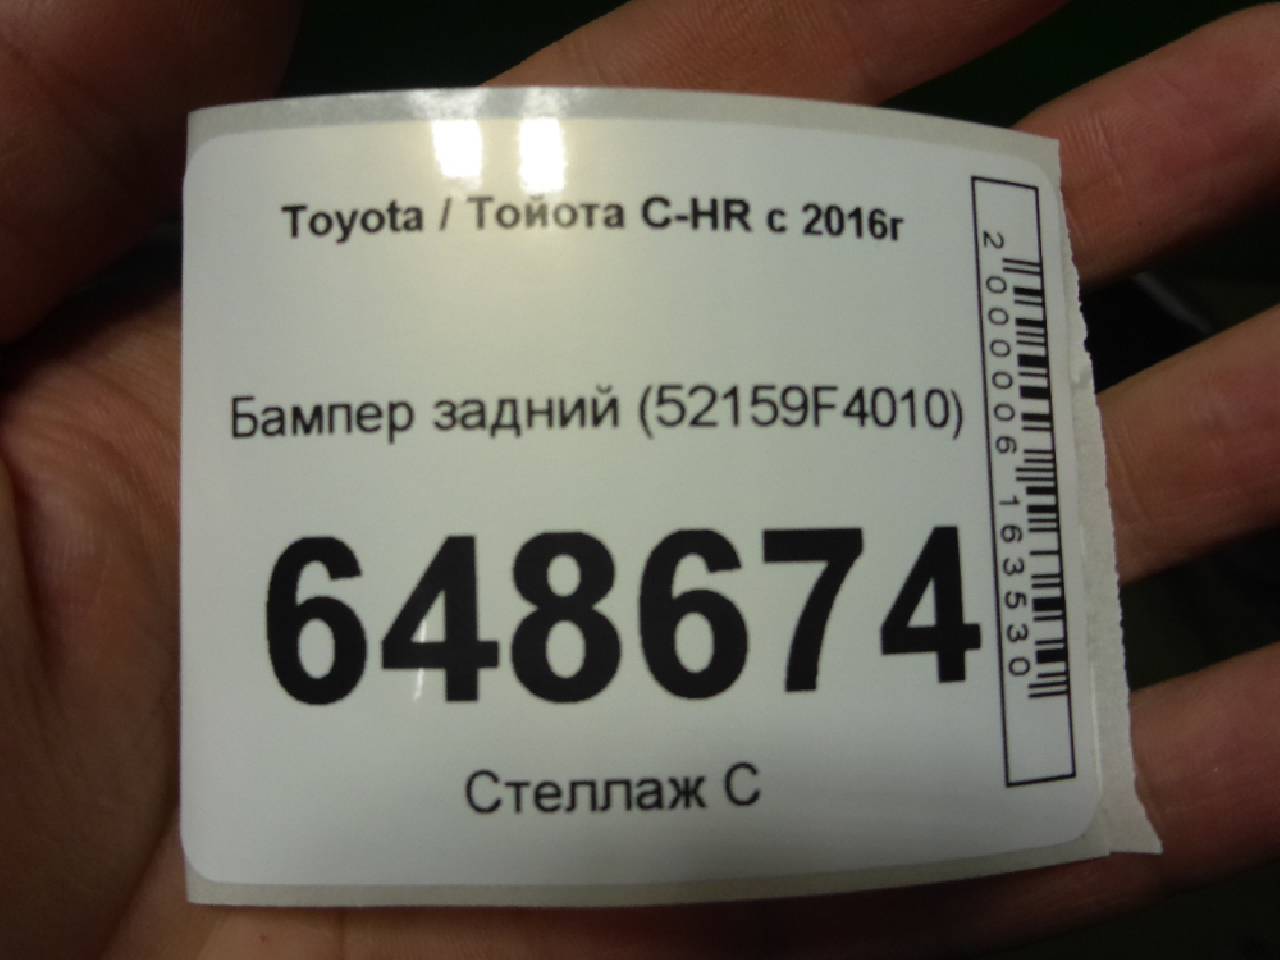 Toyota / Тойота C-HR с 2016г
Бампер задний (52159F4010)
648674
Стеллаж С
2000006163530